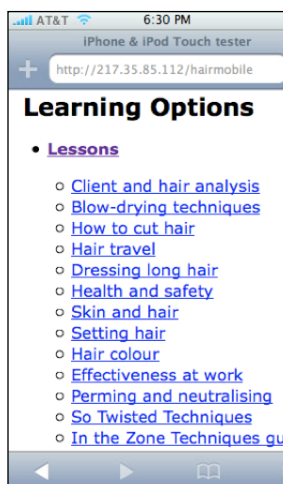 AT&T 6:30 PM
iPhone & iPod Touch tester
http://217.35.85.112/hairmobile
Learning Options
• Lessons
Client and hair analysis
Blow-drying techniques
How to cut hair
Hair travel
Dressing long hair
Health and safety
Skin and hair
Setting hair
Hair colour
Effectiveness at work
Perming and neutralising
So Twisted Techniques
In the Zone Techniques gu